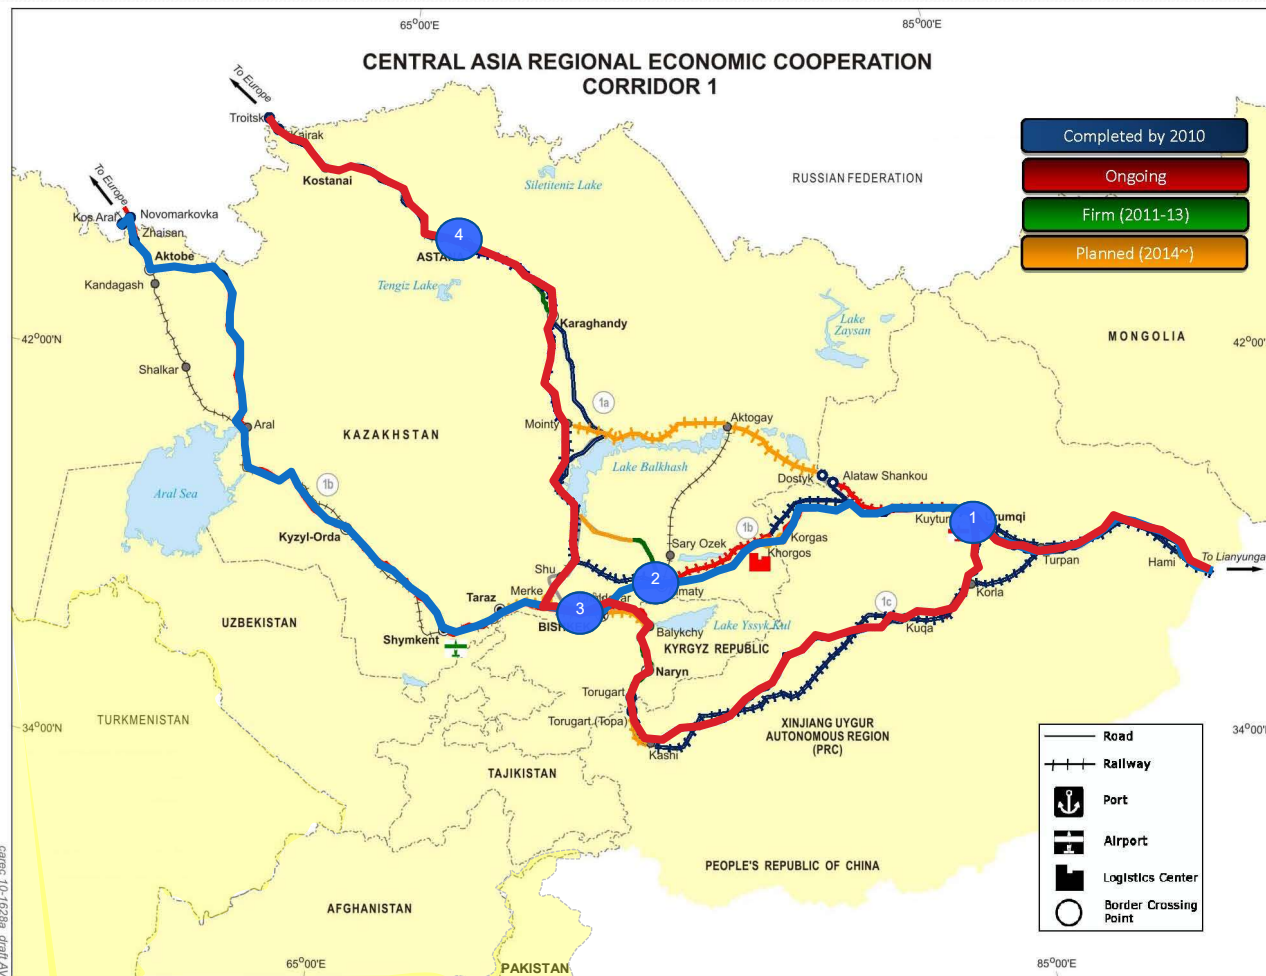 65°00'E
85°00'E
CENTRAL ASIA REGIONAL ECONOMIC COOPERATION
CORRIDOR 1
To Europe
Troitsk
Kairak
Kostanai
Siletiteniz Lake
RUSSIAN FEDERATION
Completed by 2010
Ongoing
Firm (2011-13)
Planned (2014~)
To Europe
Kos Aral
Novomarkovka
Zhaisan
Aktobe
Kandagash
4
Tengiz Lake
Karaghandy
Lake
Zaysan
MONGOLIA
42°00'N
Shalkar
1a
Mointy
Aktogay
Aral
KAZAKHSTAN
Lake Balkhash
Dostyk
Alataw Shankou
Aral Sea
1b
Kyzyl-Orda
1b
Kuytun
1
Korgas
Khorgos
Sary Ozek
Turpan
Hami
To Lianyunga
Shu
2
Merke
Taraz
3
Korla
1c
Kuqa
UZBEKISTAN
Shymkent
Balykchy
Lake Yssyk Kul
KYRGYZ REPUBLIC
Naryn
Torugart
Torugart (Topa)
Kashi
TURKMENISTAN
34°00'N
34°00'
XINJIANG UYGUR
AUTONOMOUS REGION
(PRC)
TAJIKISTAN
Road
Railway
Port
Airport
Logistics Center
Border Crossing
Point
PEOPLE'S REPUBLIC OF CHINA
AFGHANISTAN
65°00'E
PAKISTAN
85°00'E